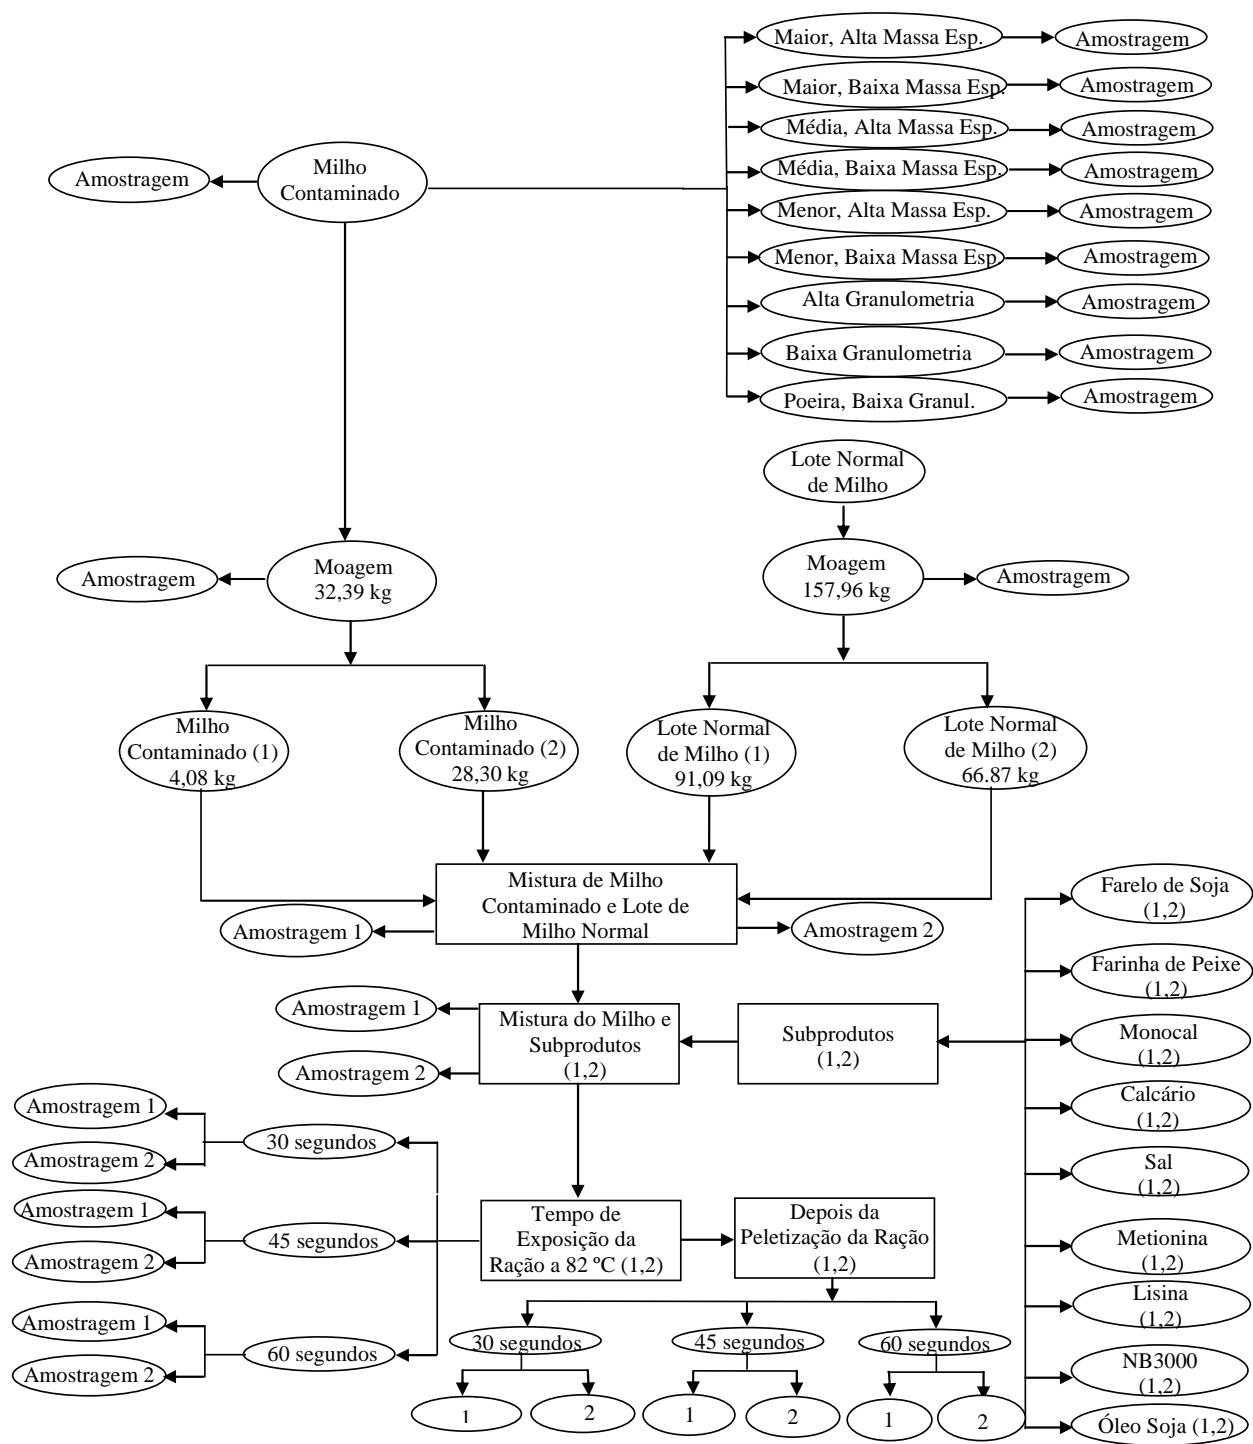 Maior, Alta Massa Esp.
Amostragem
Maior, Baixa Massa Esp.
Amostragem
Média, Alta Massa Esp.
Amostragem
Milho
Contaminado
Amostragem
Média, Baixa Massa Esp.
Amostragem
Menor, Alta Massa Esp.
Amostragem
Menor, Baixa Massa Esp
Amostragem
Alta Granulometria
Amostragem
Baixa Granulometria
Amostragem
Poeira, Baixa Granul.
Amostragem
Lote Normal
de Milho
Amostragem
Moagem
32,39 kg
Moagem
157,96 kg
Amostragem
Milho
Contaminado (1)
4,08 kg
Milho
Contaminado (2)
28,30 kg
Lote Normal
de Milho (1)
91,09 kg
Lote Normal
de Milho (2)
66.87 kg
Mistura de Milho
Contaminado e Lote de
Milho Normal
Amostragem 1
Amostragem 2
Farelo de Soja
(1,2)
Farinha de Peixe
(1,2)
Amostragem 1
Amostragem 2
Mistura do Milho e
Subprodutos
(1,2)
Subprodutos
(1,2)
Monocal
(1,2)
Calcário
(1,2)
Sal
(1,2)
Metionina
(1,2)
Lisina
(1,2)
NB3000
(1,2)
Óleo Soja (1,2)
Amostragem 1
Amostragem 2
30 segundos
Amostragem 1
Amostragem 2
45 segundos
Amostragem 1
Amostragem 2
60 segundos
Tempo de
Exposição da
Ração a 82 ºC (1,2)
Depois da
Peletização da Ração
(1,2)
30 segundos
45 segundos
60 segundos
1
2
1
2
1
2